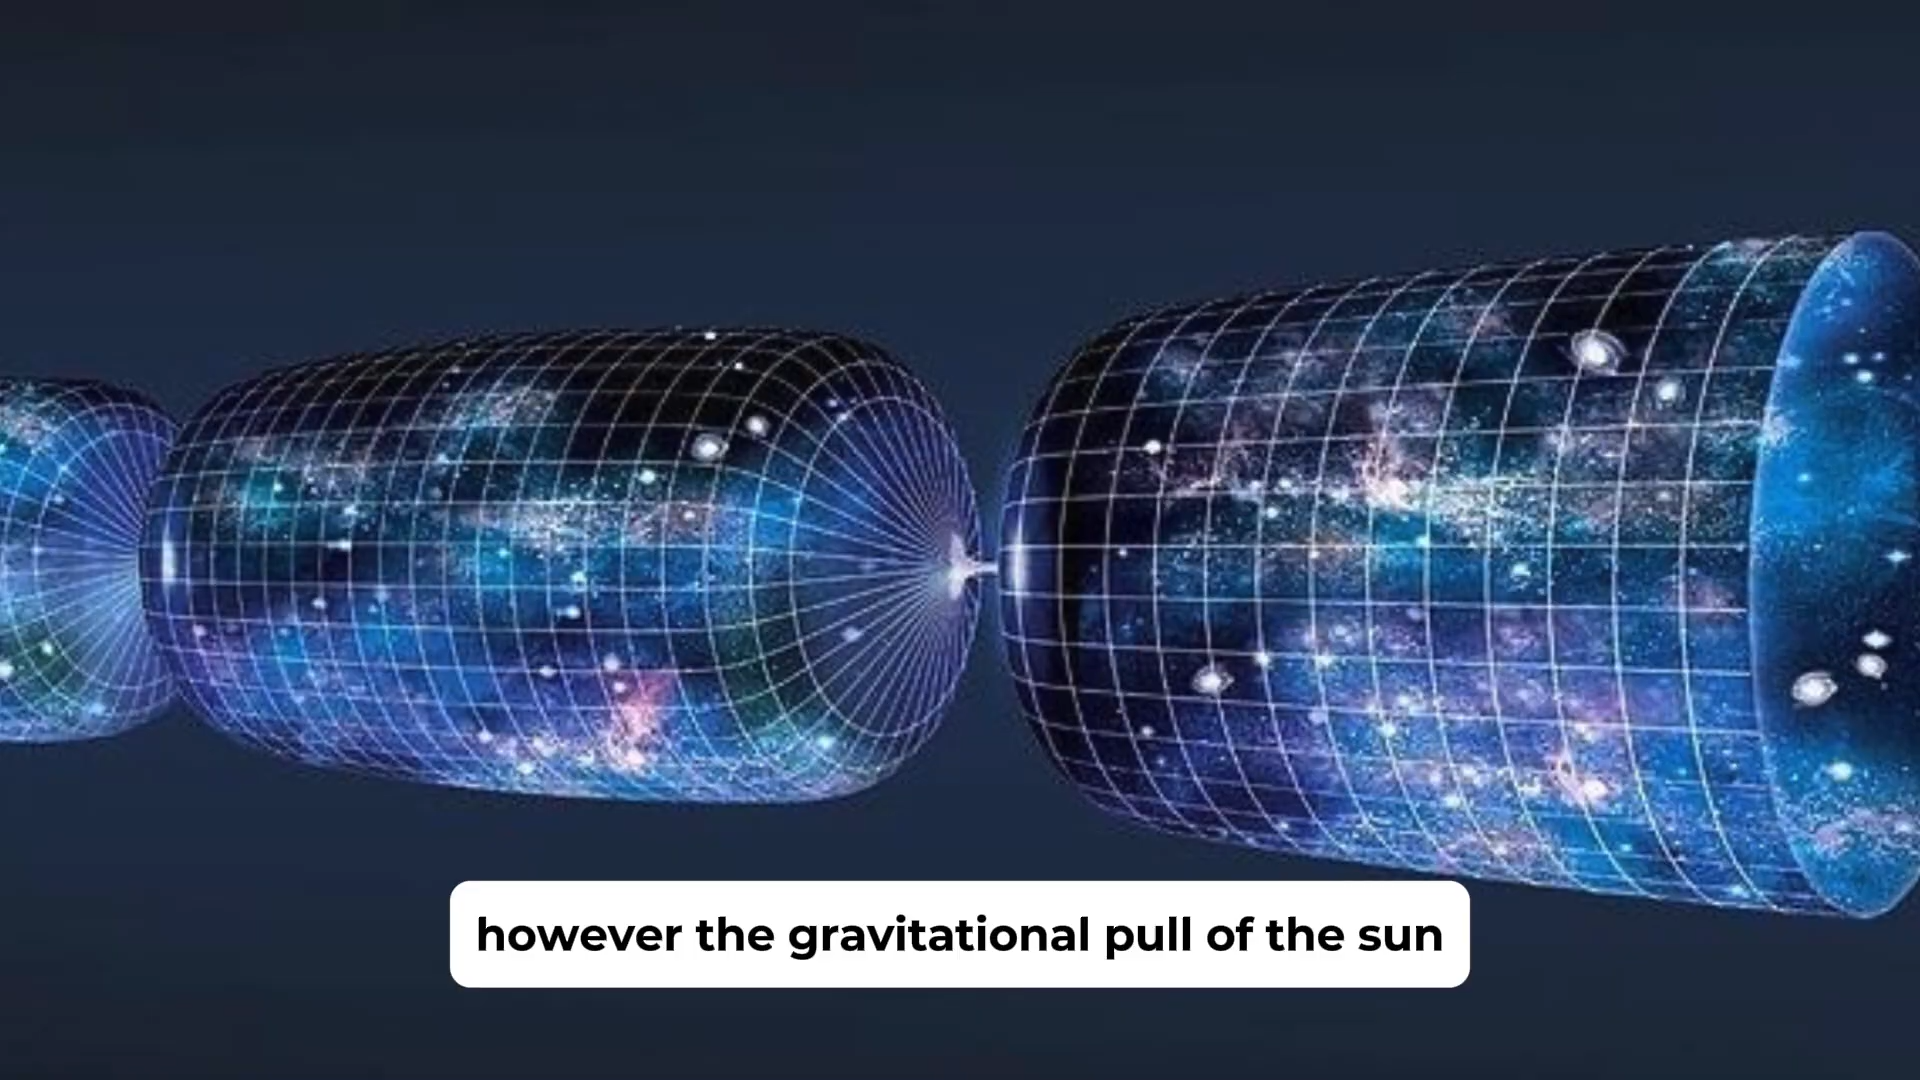 however the gravitational pull of the sun